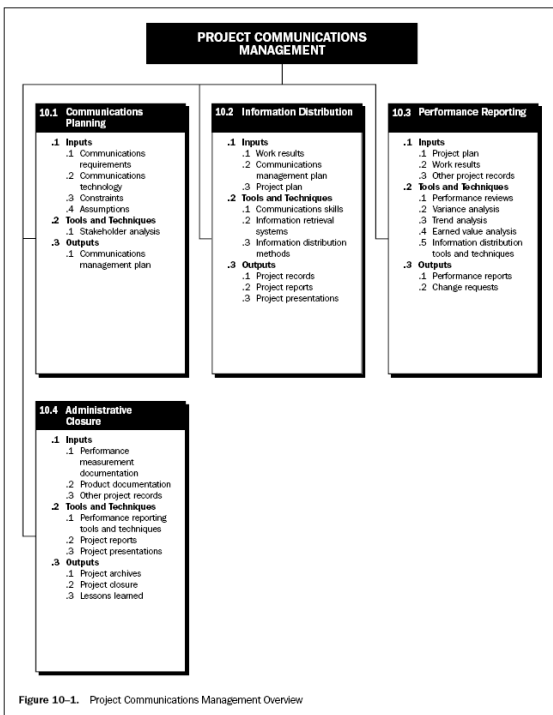 PROJECT COMMUNICATIONS
MANAGEMENT
10.1 Communications
Planning
.1 Inputs
.1 Communications
requirements
.2 Communications
technology
.3 Constraints
.4 Assumptions
.2 Tools and Techniques
.1 Stakeholder analysis
.3 Outputs
.1 Communications
management plan
10.2 Information Distribution
.1 Inputs
.1 Work results
.2 Communications
management plan
.3 Project plan
.2 Tools and Techniques
.1 Communications skills
.2 Information retrieval
systems
.3 Information distribution
methods
.3 Outputs
.1 Project records
.2 Project reports
.3 Project presentations
10.3 Performance Reporting
.1 Inputs
.1 Project plan
.2 Work results
.3 Other project records
.2 Tools and Techniques
.1 Performance reviews
.2 Variance analysis
.3 Trend analysis
.4 Earned value analysis
.5 Information distribution
tools and techniques
.3 Outputs
.1 Performance reports
.2 Change requests
10.4 Administrative
Closure
.1 Inputs
.1 Performance
measurement
documentation
.2 Product documentation
.3 Other project records
.2 Tools and Techniques
.1 Performance reporting
tools and techniques
.2 Project reports
.3 Project presentations
.3 Outputs
.1 Project archives
.2 Project closure
.3 Lessons learned
Figure 10–1. Project Communications Management Overview